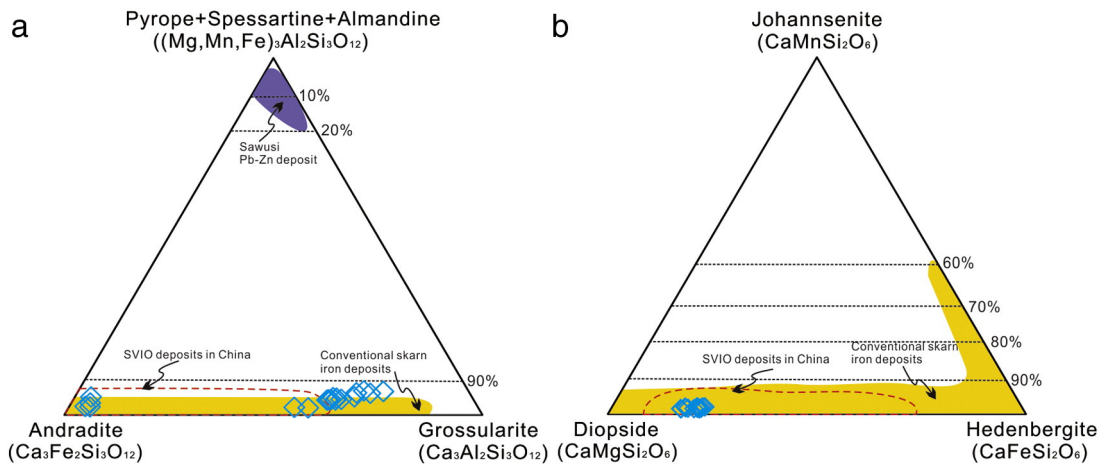 a
Pyrope+Spessartine+Almandine
((Mg,Mn,Fe)₃Al₂Si₃O₁₂)
10%
20%
Sawusi
Pb-Zn deposit
SVIO deposits in China
Conventional skarn
iron deposits
90%
Andradite
(Ca₃Fe₂Si₃O₁₂)
Grossularite
(Ca₃Al₂Si₃O₁₂)
b
Johannsenite
(CaMnSi₂O₆)
60%
70%
80%
SVIO deposits in China
Conventional skarn
iron deposits
90%
Diopside
(CaMgSi₂O₆)
Hedenbergite
(CaFeSi₂O₆)